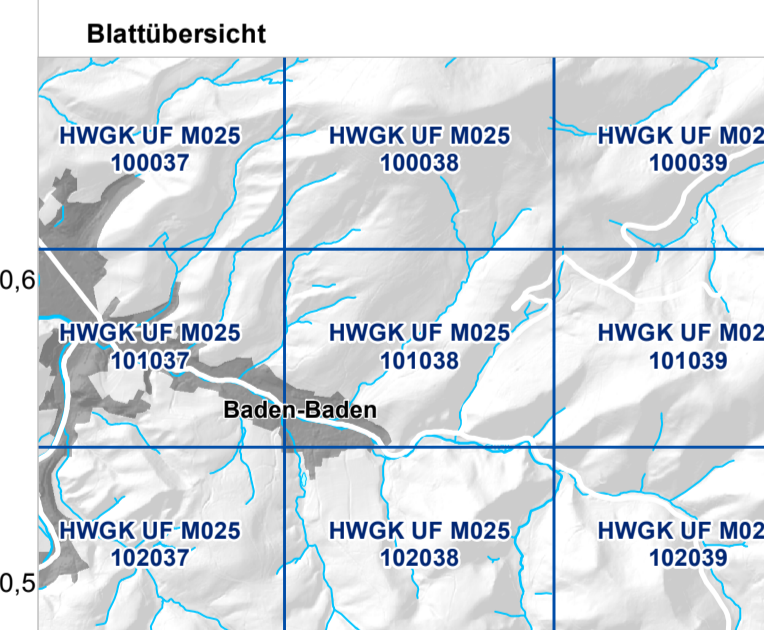 Blattübersicht
HWGK UF M025
100037
HWGK UF M025
100038
HWGK UF M02
100039
0,6
HWGK UF M025
101037
HWGK UF M025
101038
HWGK UF M02
101039
Baden-Baden
HWGK UF M025
102037
HWGK UF M025
102038
HWGK UF M02
102039
0,5